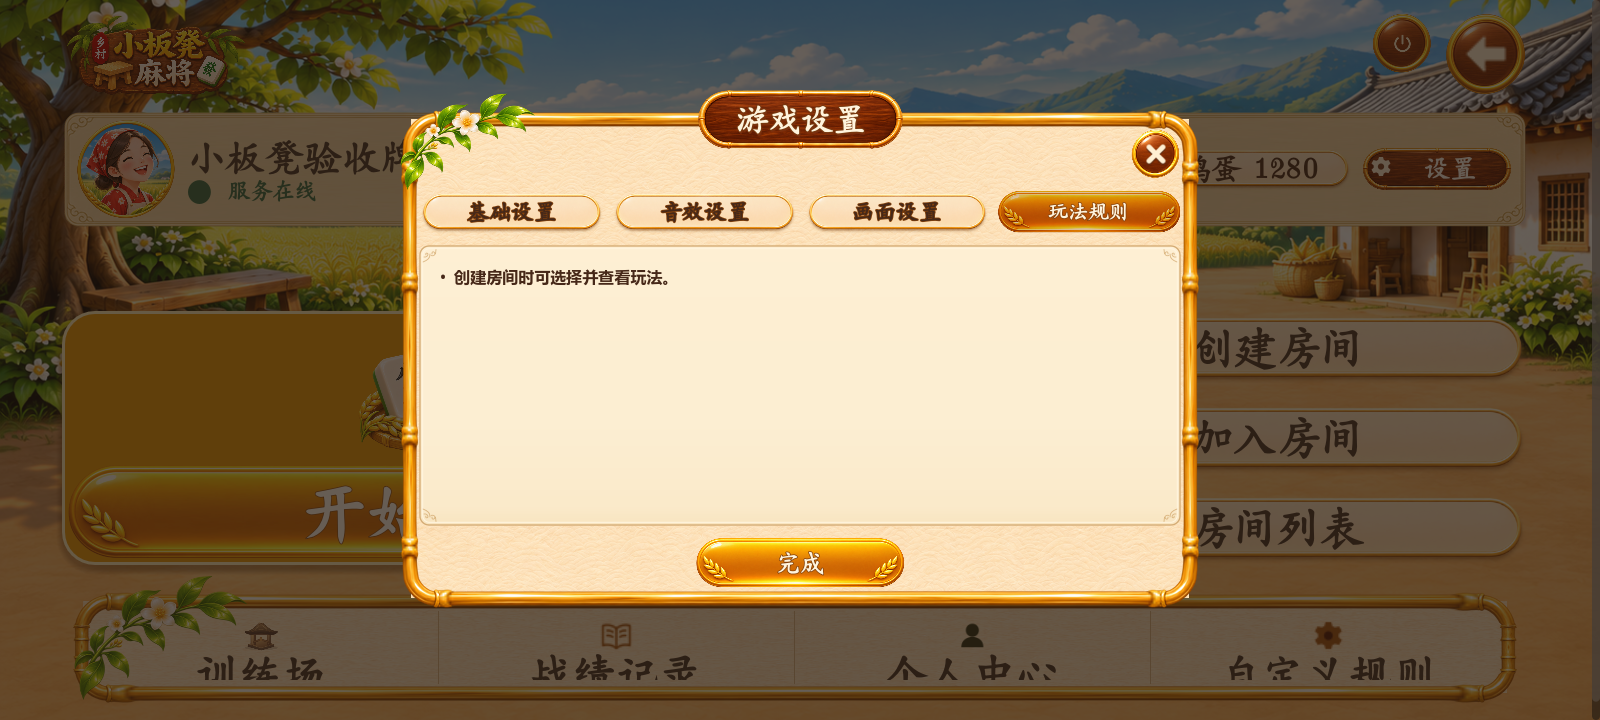 乡村
小板凳
麻将
發
游戏设置
小板凳验收牌
服务在线
鸡蛋 1280
设置
基础设置
音效设置
画面设置
玩法规则
• 创建房间时可选择并查看玩法。
创建房间
加入房间
开始
房间列表
完成
训练场
战绩记录
个人中心
自定义规则